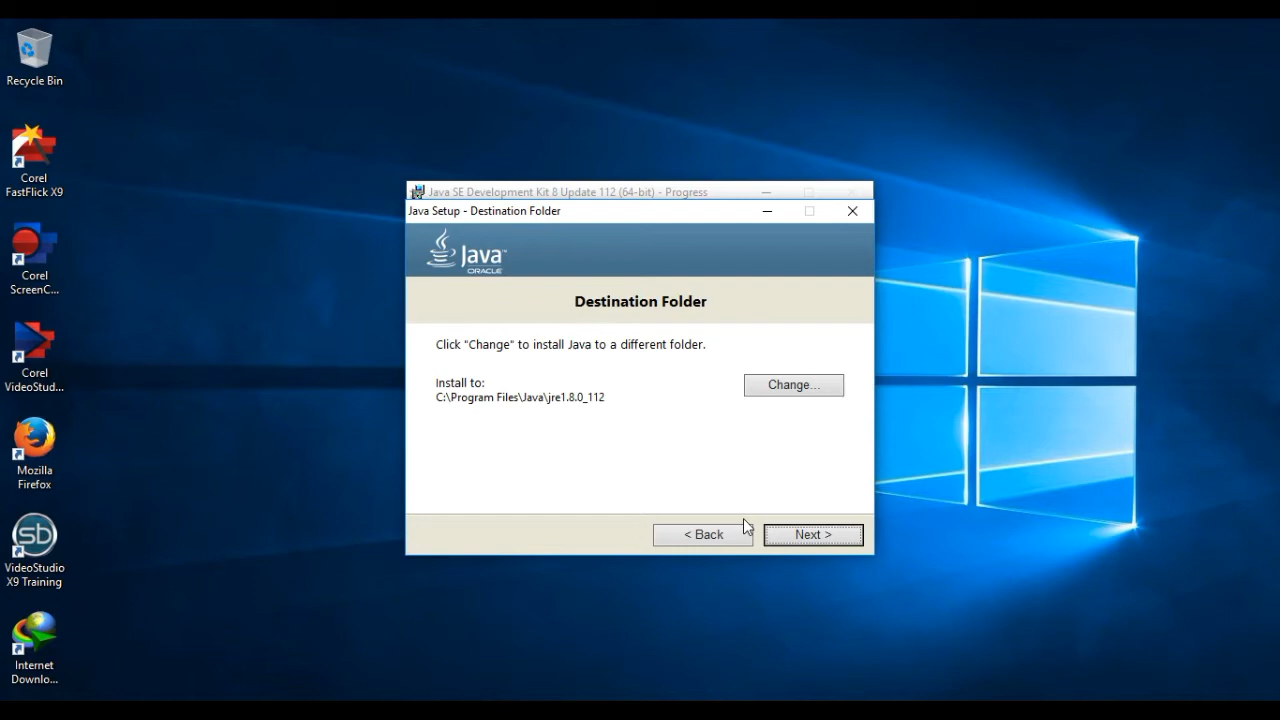 Recycle Bin
Corel
FastFlick X9
Corel
ScreenC...
Corel
VideoStud...
Mozilla
Firefox
sb
VideoStudio
X9 Training
Internet
Downlo...
Java SE Development Kit 8 Update 112 (64-bit) - Progress
Java Setup - Destination Folder
Java™
ORACLE
Destination Folder
Click "Change" to install Java to a different folder.
Install to:
C:\Program Files\Java\jre1.8.0_112
Change...
< Back
Next >